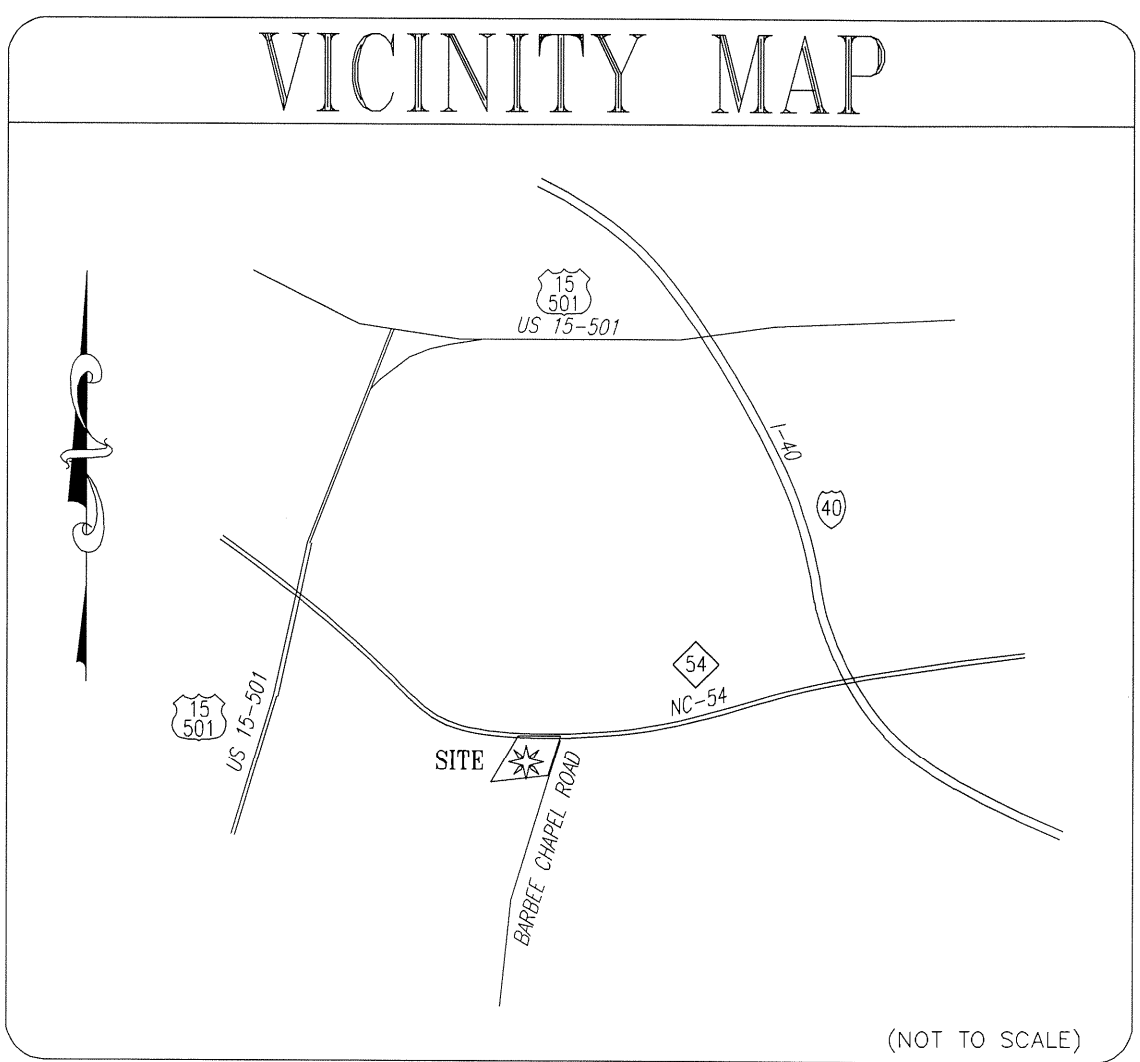 VICINITY MAP
15
501
US 15-501
I-40
40
54
NC-54
15
501
US 15-501
SITE
BARBEE CHAPEL ROAD
(NOT TO SCALE)